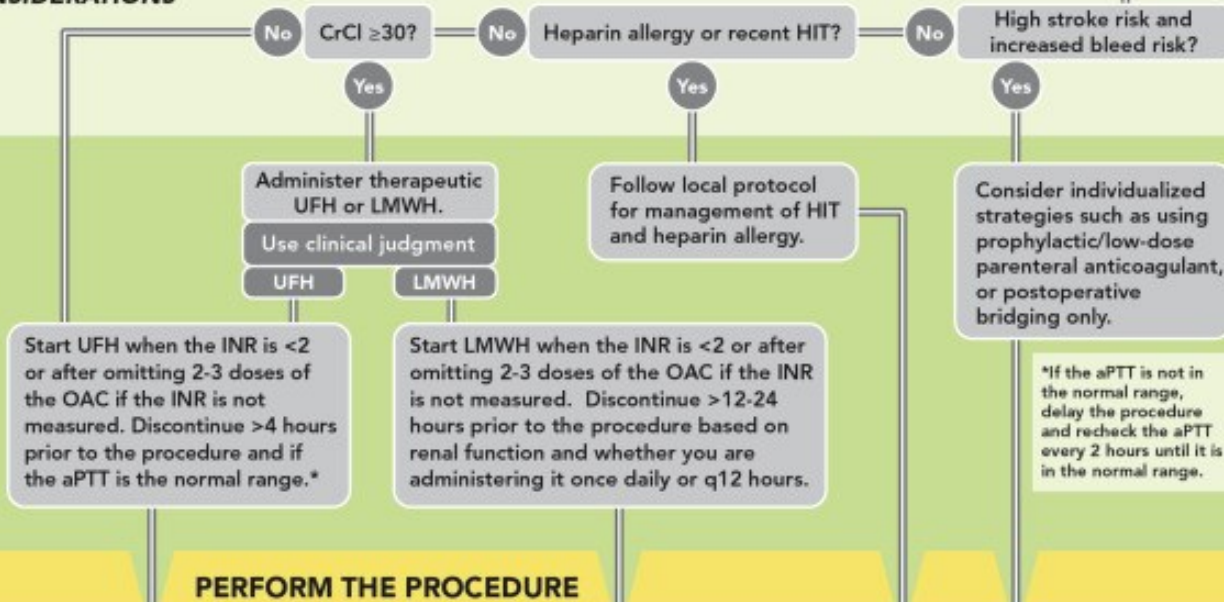 No
CrCl ≥30?
No
Heparin allergy or recent HIT?
No
High stroke risk and
increased bleed risk?
Yes
Yes
Yes
Administer therapeutic
UFH or LMWH.
Use clinical judgment
UFH
LMWH
Follow local protocol
for management of HIT
and heparin allergy.
Consider individualized
strategies such as using
prophylactic/low-dose
parenteral anticoagulant,
or postoperative
bridging only.
Start UFH when the INR is <2
or after omitting 2-3 doses of
the OAC if the INR is not
measured. Discontinue >4 hours
prior to the procedure and if
the aPTT is the normal range.*
Start LMWH when the INR is <2 or after
omitting 2-3 doses of the OAC if the INR
is not measured. Discontinue >12-24
hours prior to the procedure based on
renal function and whether you are
administering it once daily or q12 hours.
*If the aPTT is not in
the normal range,
delay the procedure
and recheck the aPTT
every 2 hours until it is
in the normal range.
PERFORM THE PROCEDURE